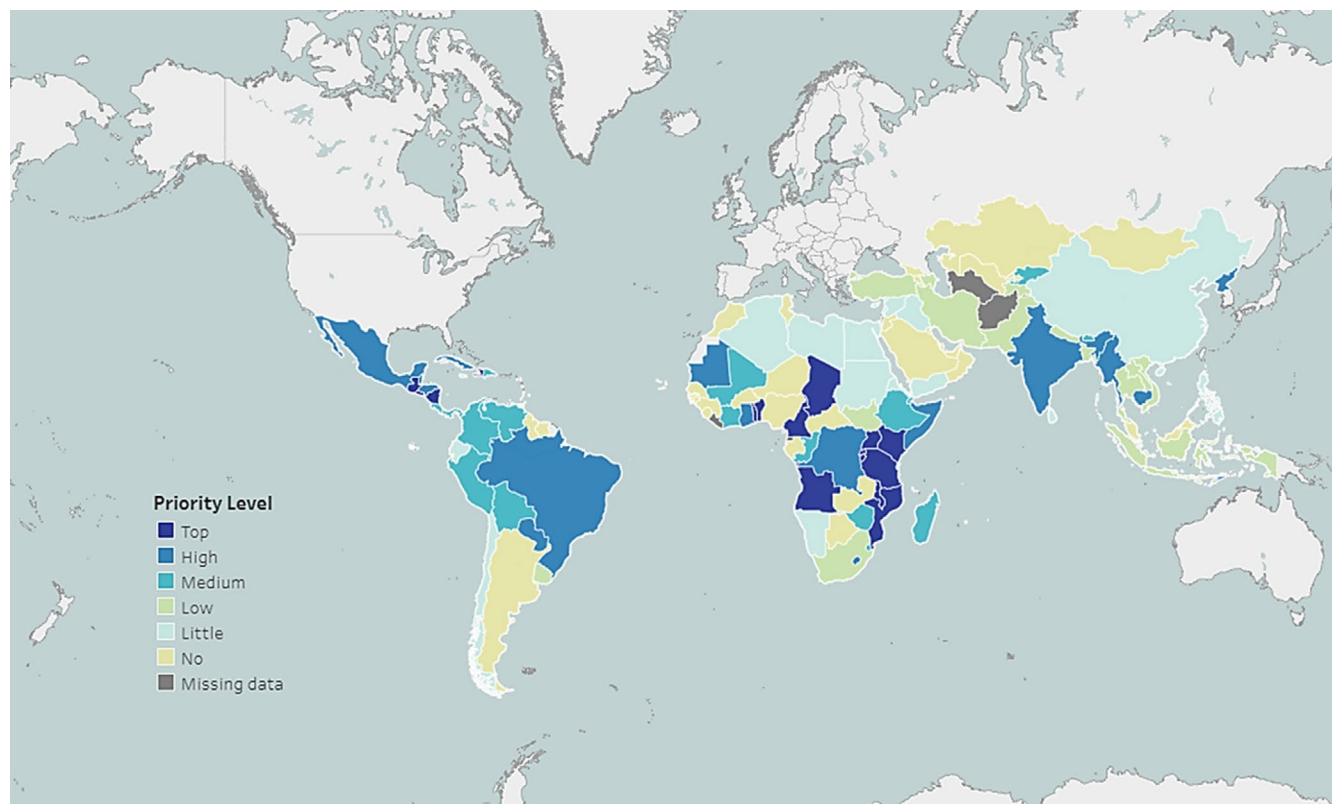 Priority Level
Top
High
Medium
Low
Little
No
Missing data